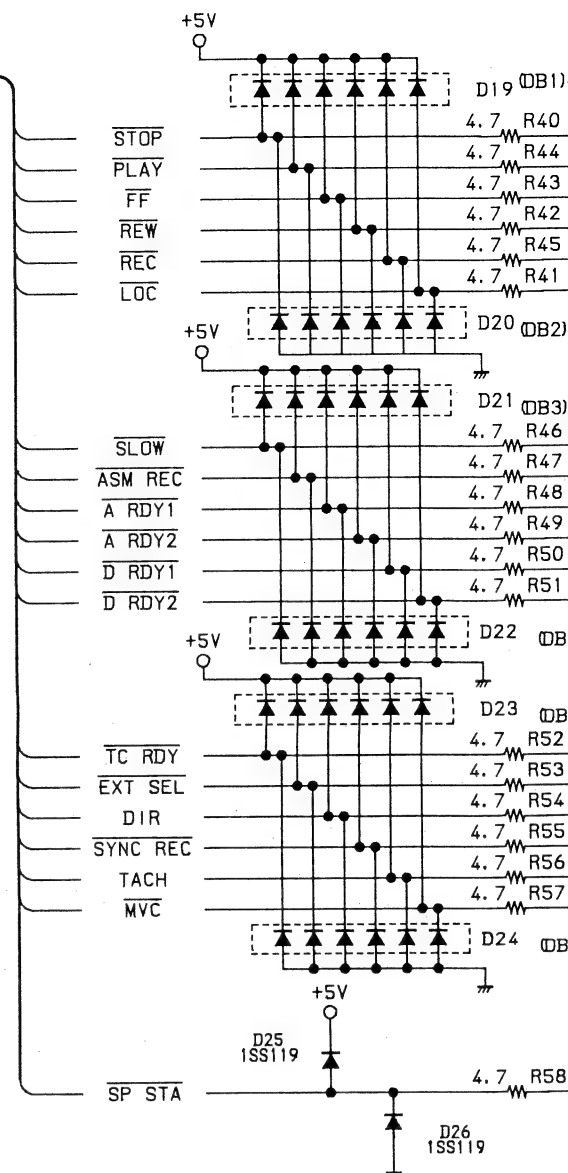 +5V
D19 (DB1)
STOP 4.7 R40
PLAY 4.7 R44
FF 4.7 R43
REW 4.7 R42
REC 4.7 R45
LOC 4.7 R41
D20 (DB2)
+5V
D21 (DB3)
SLOW 4.7 R46
ASM REC 4.7 R47
A RDY1 4.7 R48
A RDY2 4.7 R49
D RDY1 4.7 R50
D RDY2 4.7 R51
D22 (DB
+5V
D23 (DB
TC RDY 4.7 R52
EXT SEL 4.7 R53
DIR 4.7 R54
SYNC REC 4.7 R55
TACH 4.7 R56
MVC 4.7 R57
D24 (DB
+5V
D25
1SS119
SP STA 4.7 R58
D26
1SS119